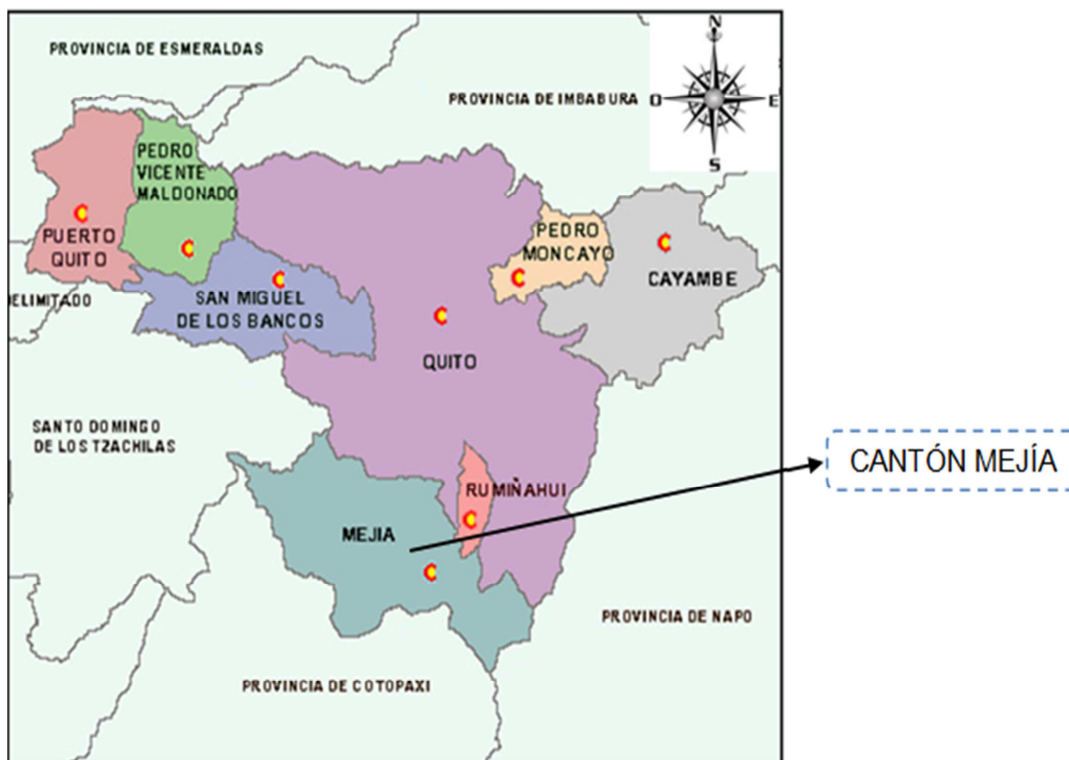 PROVINCIA DE ESMERALDAS
N
PROVINCIA DE IMBABURA
O
E
S
PEDRO
VICENTE
MALDONADO
PUERTO
QUITO
PEDRO
MONCAYO
CAYAMBE
DELIMITADO
SAN MIGUEL
DE LOS BANCOS
QUITO
SANTO DOMINGO
DE LOS TZACHILAS
CANTÓN MEJÍA
RUMIÑAHUI
MEJIA
PROVINCIA DE NAPO
PROVINCIA DE COTOPAXI